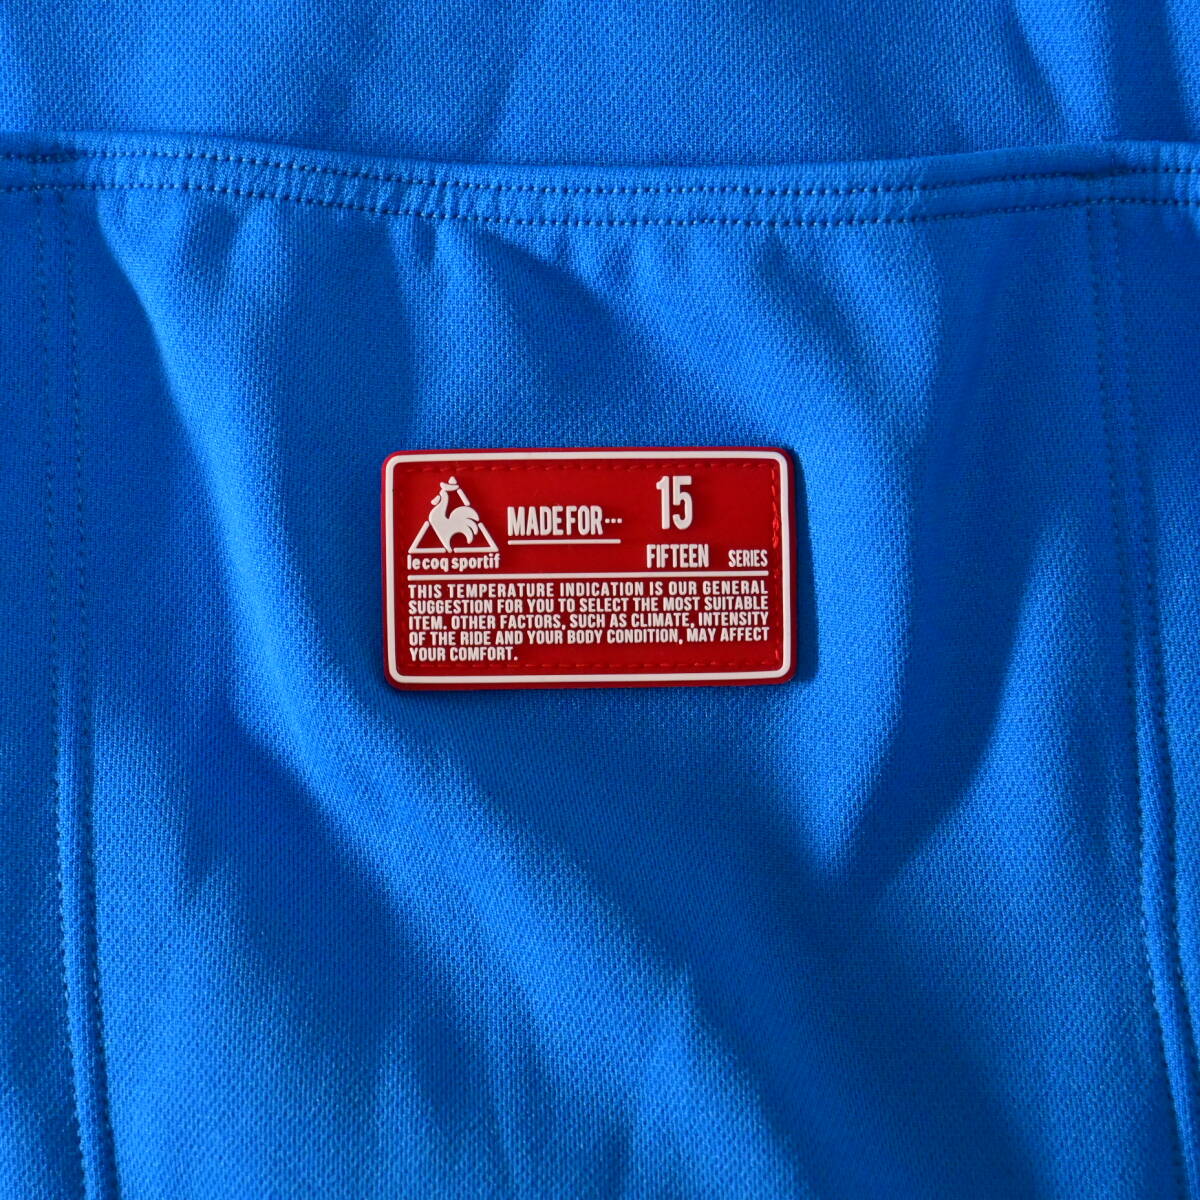 le coq sportif
MADE FOR...
15
FIFTEEN SERIES
THIS TEMPERATURE INDICATION IS OUR GENERAL
SUGGESTION FOR YOU TO SELECT THE MOST SUITABLE
ITEM. OTHER FACTORS, SUCH AS CLIMATE, INTENSITY
OF THE RIDE AND YOUR BODY CONDITION, MAY AFFECT
YOUR COMFORT.